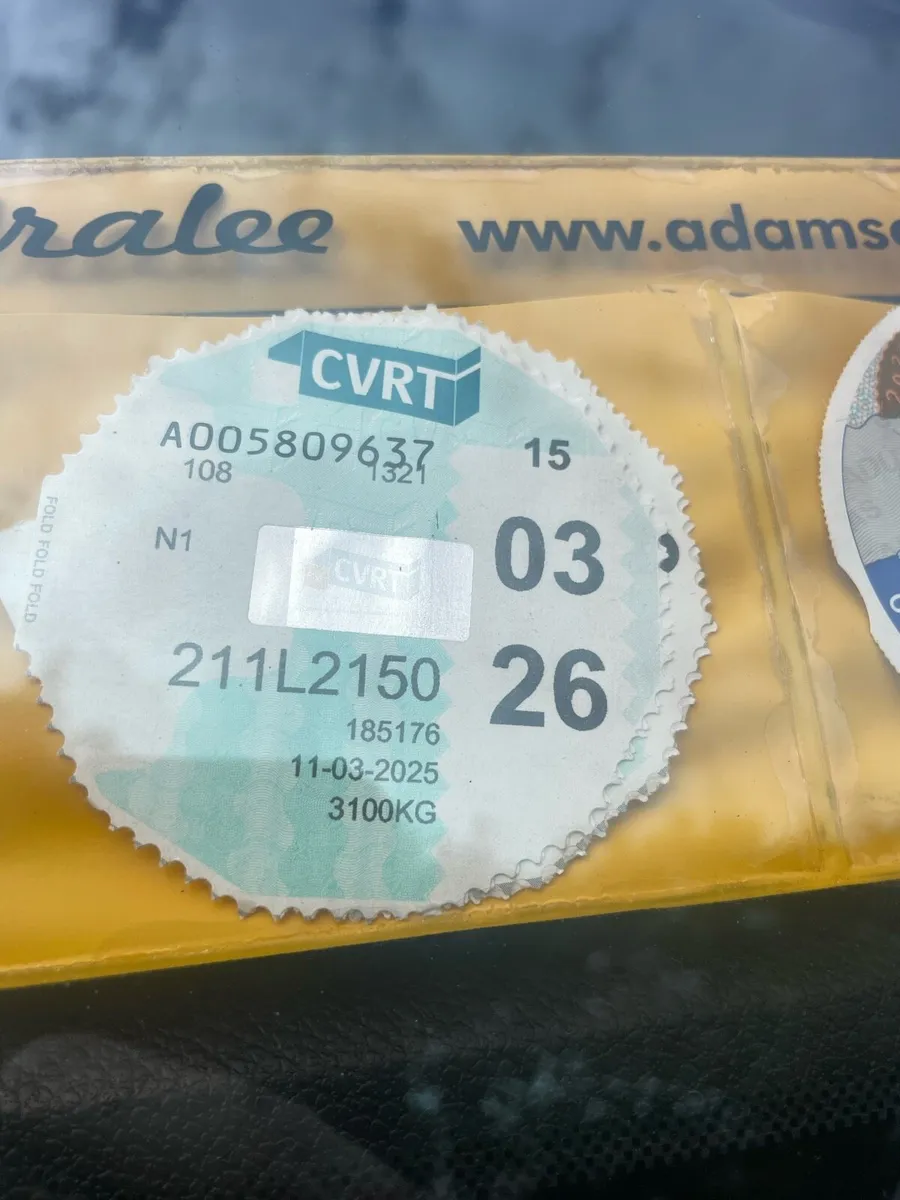 ralee www.adamso
CVRT
A005809637 15
108 1321
N1 03
CVRT
FOLD FOLD FOLD
211L2150 26
185176
11-03-2025
3100KG